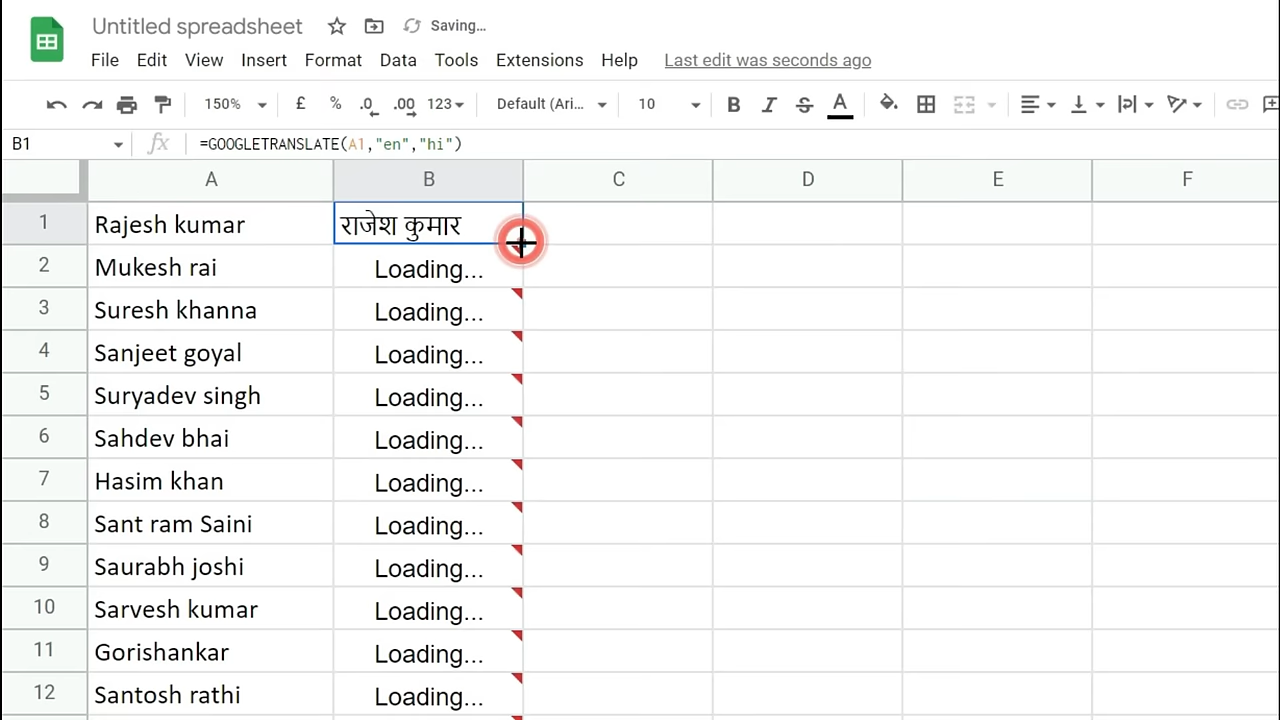 Untitled spreadsheet Saving...
File Edit View Insert Format Data Tools Extensions Help Last edit was seconds ago
150% £ % .0 .00 123 Default (Ari... 10 B I S A
B1 fx =GOOGLETRANSLATE(A1,"en","hi")
A B C D E F
1 Rajesh kumar राजेश कुमार
2 Mukesh rai Loading...
3 Suresh khanna Loading...
4 Sanjeet goyal Loading...
5 Suryadev singh Loading...
6 Sahdev bhai Loading...
7 Hasim khan Loading...
8 Sant ram Saini Loading...
9 Saurabh joshi Loading...
10 Sarvesh kumar Loading...
11 Gorishankar Loading...
12 Santosh rathi Loading...